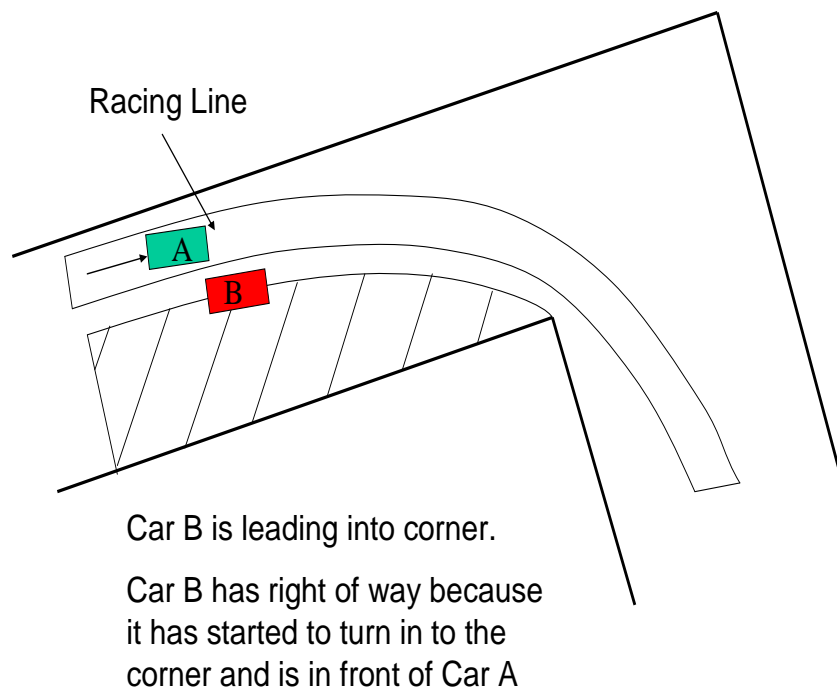 Racing Line
A
B
Car B is leading into corner.
Car B has right of way because
it has started to turn in to the
corner and is in front of Car A